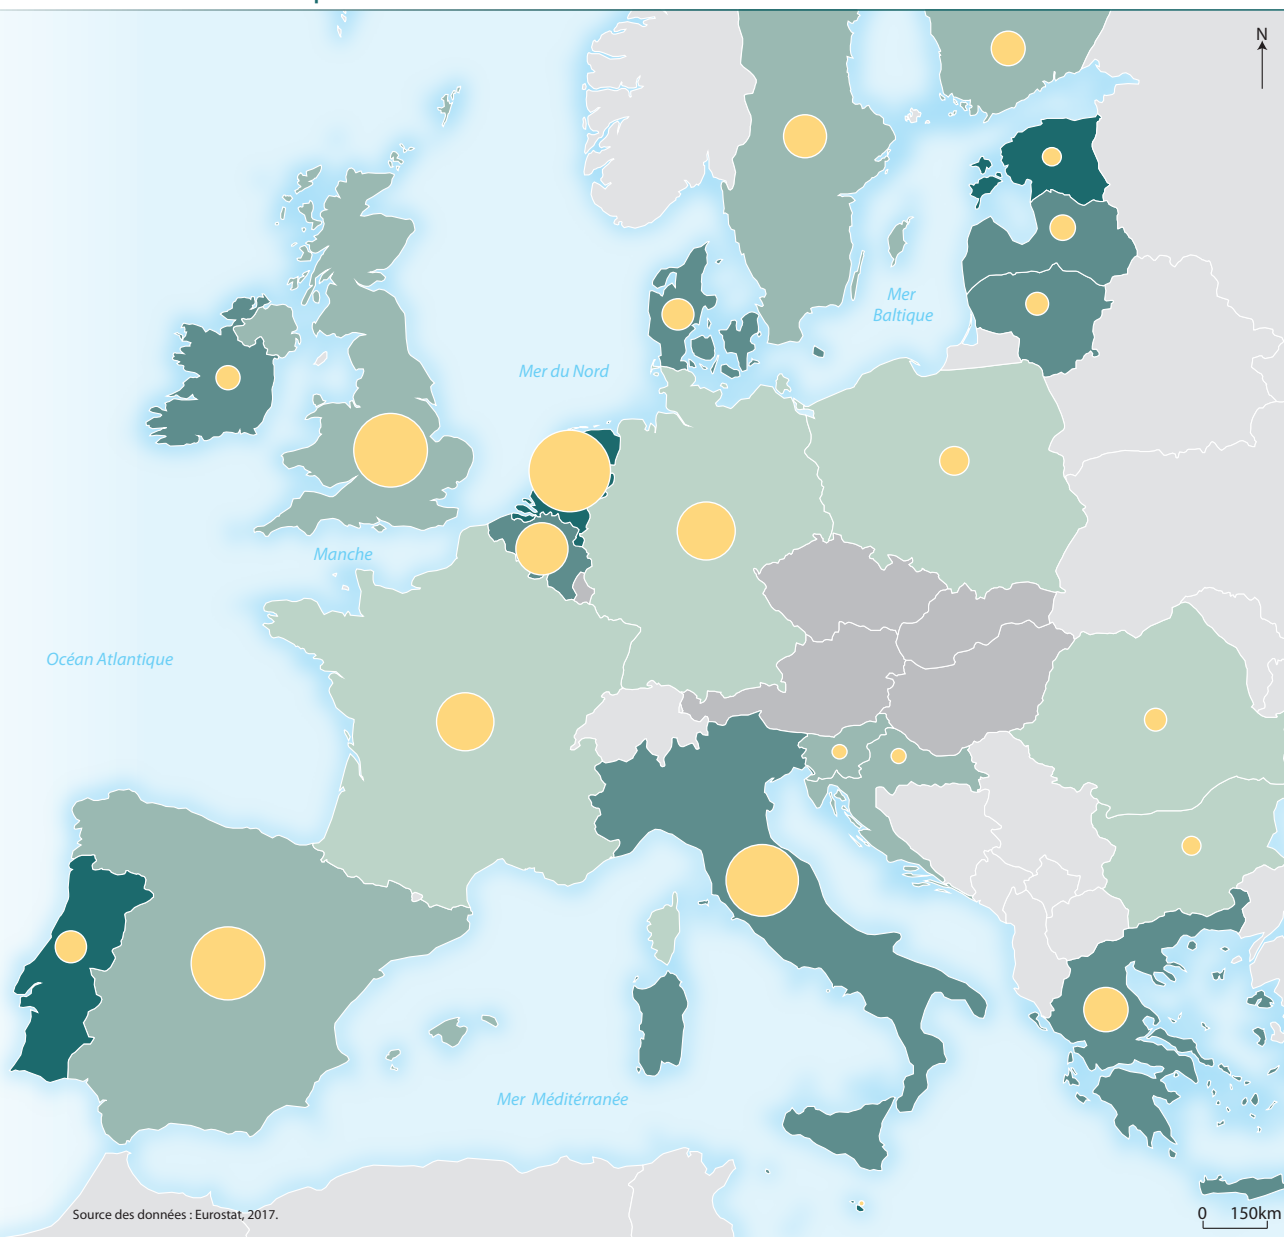 N
Mer
Baltique
Mer du Nord
Manche
Océan Atlantique
Mer Méditérranée
Source des données : Eurostat, 2017.
0 150km